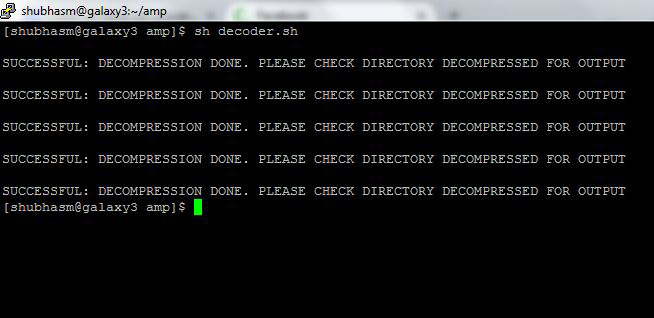 shubhasm@galaxy3:~/amp
[shubhasm@galaxy3 amp]$ sh decoder.sh
SUCCESSFUL: DECOMPRESSION DONE. PLEASE CHECK DIRECTORY DECOMPRESSED FOR OUTPUT
SUCCESSFUL: DECOMPRESSION DONE. PLEASE CHECK DIRECTORY DECOMPRESSED FOR OUTPUT
SUCCESSFUL: DECOMPRESSION DONE. PLEASE CHECK DIRECTORY DECOMPRESSED FOR OUTPUT
SUCCESSFUL: DECOMPRESSION DONE. PLEASE CHECK DIRECTORY DECOMPRESSED FOR OUTPUT
SUCCESSFUL: DECOMPRESSION DONE. PLEASE CHECK DIRECTORY DECOMPRESSED FOR OUTPUT
[shubhasm@galaxy3 amp]$